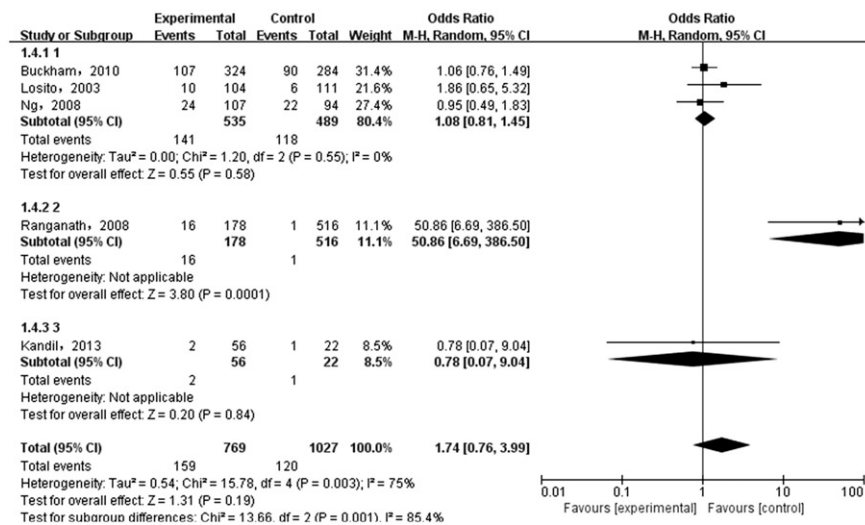 Experimental Control Odds Ratio Odds Ratio
Study or Subgroup Events Total Events Total Weight M-H, Random, 95% CI M-H, Random, 95% CI
1.4.1 1
Buckham，2010 107 324 90 284 31.4% 1.06 [0.76, 1.49]
Losito，2003 10 104 6 111 21.6% 1.86 [0.65, 5.32]
Ng，2008 24 107 22 94 27.4% 0.95 [0.49, 1.83]
Subtotal (95% CI) 535 489 80.4% 1.08 [0.81, 1.45]
Total events 141 118
Heterogeneity: Tau² = 0.00; Chi² = 1.20, df = 2 (P = 0.55); I² = 0%
Test for overall effect: Z = 0.55 (P = 0.58)
1.4.2 2
Ranganath，2008 16 178 1 516 11.1% 50.86 [6.69, 386.50]
Subtotal (95% CI) 178 516 11.1% 50.86 [6.69, 386.50]
Total events 16 1
Heterogeneity: Not applicable
Test for overall effect: Z = 3.80 (P = 0.0001)
1.4.3 3
Kandil，2013 2 56 1 22 8.5% 0.78 [0.07, 9.04]
Subtotal (95% CI) 56 22 8.5% 0.78 [0.07, 9.04]
Total events 2 1
Heterogeneity: Not applicable
Test for overall effect: Z = 0.20 (P = 0.84)
Total (95% CI) 769 1027 100.0% 1.74 [0.76, 3.99]
Total events 159 120
Heterogeneity: Tau² = 0.54; Chi² = 15.78, df = 4 (P = 0.003); I² = 75%
Test for overall effect: Z = 1.31 (P = 0.19)
Test for subgroup differences: Chi² = 13.66, df = 2 (P = 0.001), I² = 85.4%
0.01 0.1 1 10 100
Favours [experimental] Favours [control]